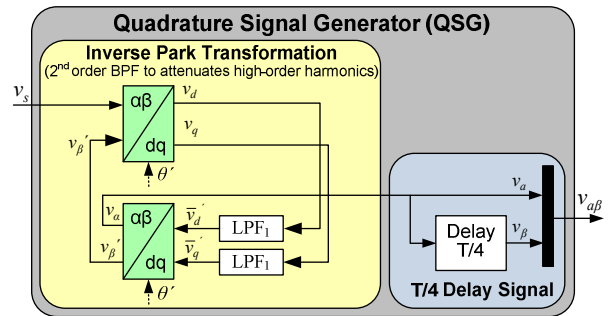 Quadrature Signal Generator (QSG)
Inverse Park Transformation
(2nd order BPF to attenuates high-order harmonics)
vs
αβ
dq
vd
vq
vβ´
θ´
vα
vβ´
αβ
dq
v̅d´
v̅q´
LPF1
LPF1
θ´
va
Delay
T/4
vβ
vaβ
T/4 Delay Signal